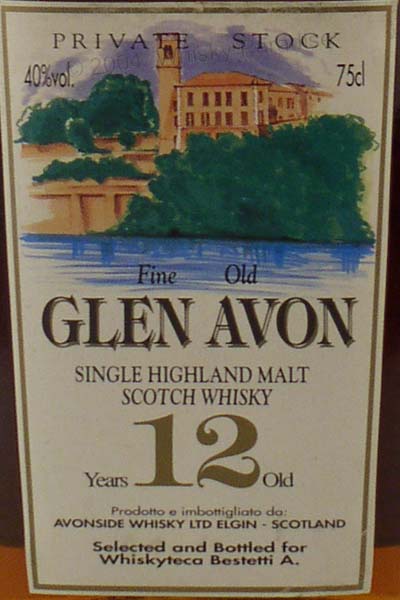 PRIVATE STOCK
40%vol. 75cl
Fine Old
GLEN AVON
SINGLE HIGHLAND MALT
SCOTCH WHISKY
Years 12 Old
Prodotto e imbottigliato da:
AVONSIDE WHISKY LTD ELGIN - SCOTLAND
Selected and Bottled for
Whiskyteca Bestetti A.